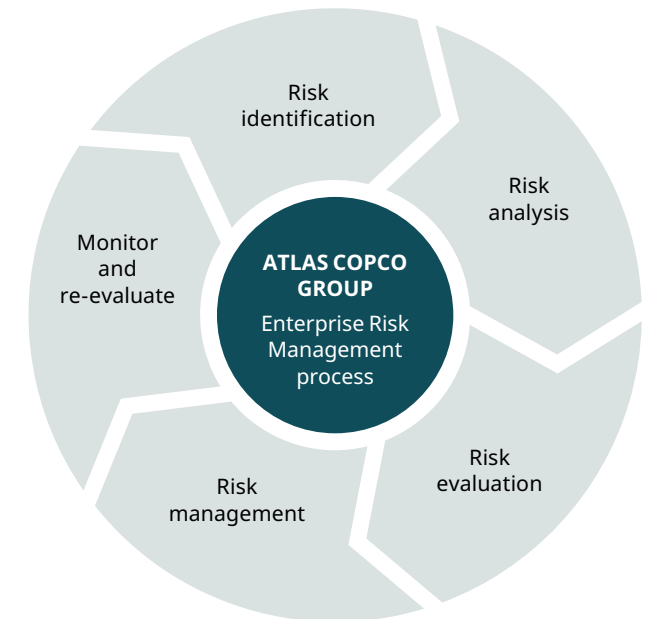 Risk
identification
Risk
analysis
Risk
evaluation
Risk
management
Monitor
and
re-evaluate
ATLAS COPCO
GROUP
Enterprise Risk
Management
process